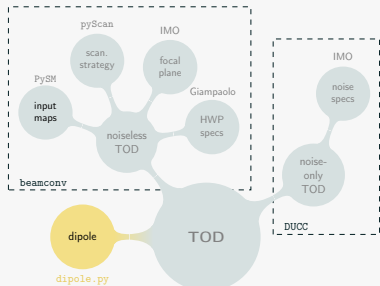 pyScan
IMO
scan.
strategy
focal
plane
IMO
PySM
Giampaolo
noise
specs
input
maps
noiseless
TOD
HWP
specs
noise-
only
TOD
beamconv
DUCC
dipole
TOD
dipole.py